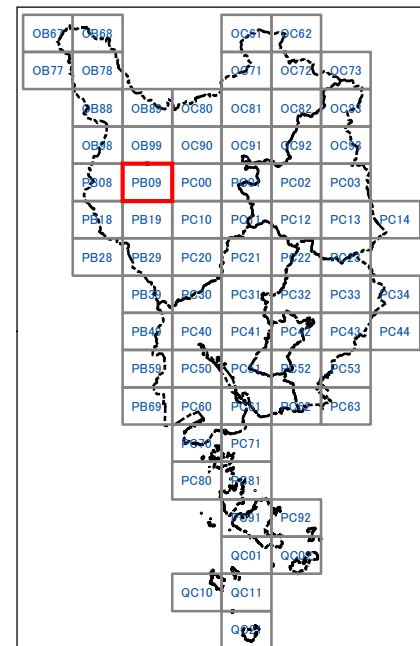 OB67 OB68 OC61 OC62
OB77 OB78 OC71 OC72 OC73
OB88 OB89 OC80 OC81 OC82 OC83
OB98 OB99 OC90 OC91 OC92 OC93
PB08 PB09 PC00 PC01 PC02 PC03
PB18 PB19 PC10 PC11 PC12 PC13 PC14
PB28 PB29 PC20 PC21 PC22 PC23
PB39 PC30 PC31 PC32 PC33 PC34
PB49 PC40 PC41 PC42 PC43 PC44
PB59 PC50 PC51 PC52 PC53
PB69 PC60 PC61 PC62 PC63
PC70 PC71
PC80 PC81
PC91 PC92
QC01 QC02
QC10 QC11
QC21